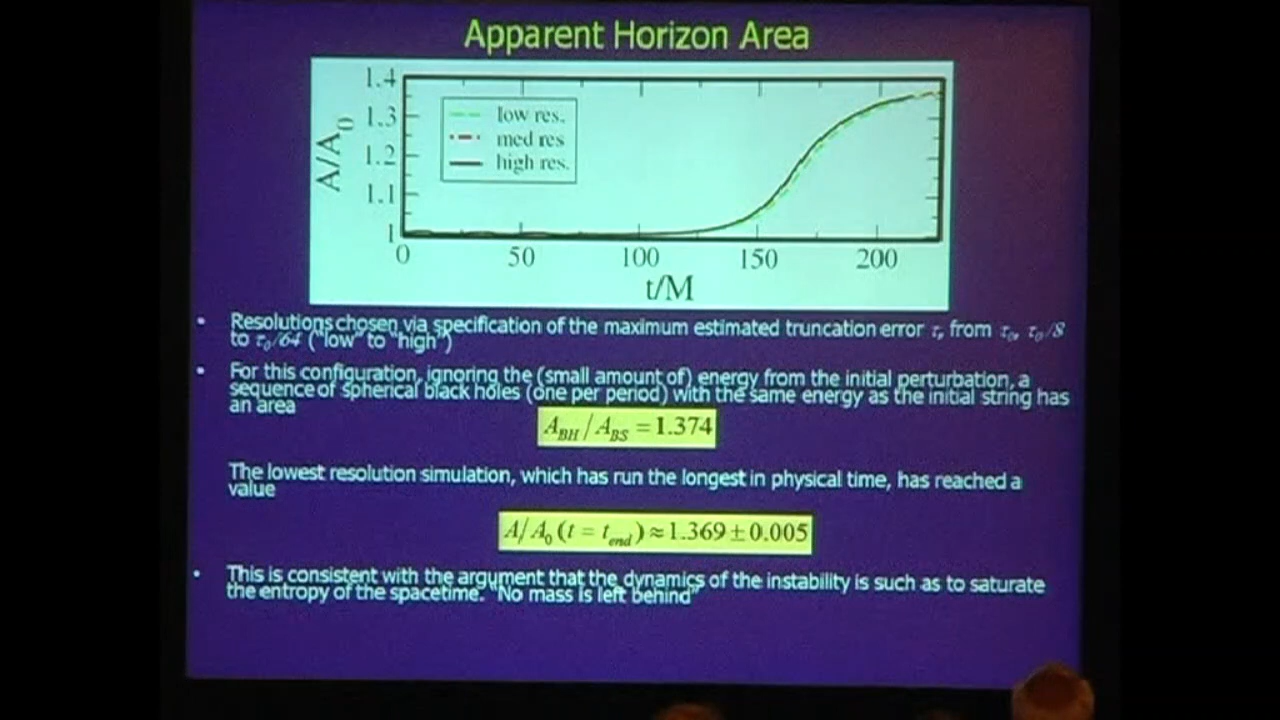 Apparent Horizon Area
1.4
1.3
1.2
1.1
1
A/A0
low res.
med res
high res.
0 50 100 150 200
t/M
• Resolutions chosen via specification of the maximum estimated truncation error τ, from τ0, τ0/8
to τ0/64 ("low" to "high")
• For this configuration, ignoring the (small amount of) energy from the initial perturbation, a
sequence of spherical black holes (one per period) with the same energy as the initial string has
an area
ABH/ABS = 1.374
The lowest resolution simulation, which has run the longest in physical time, has reached a
value
A/A0(t = tend) ≈ 1.369 ± 0.005
• This is consistent with the argument that the dynamics of the instability is such as to saturate
the entropy of the spacetime. "No mass is left behind"